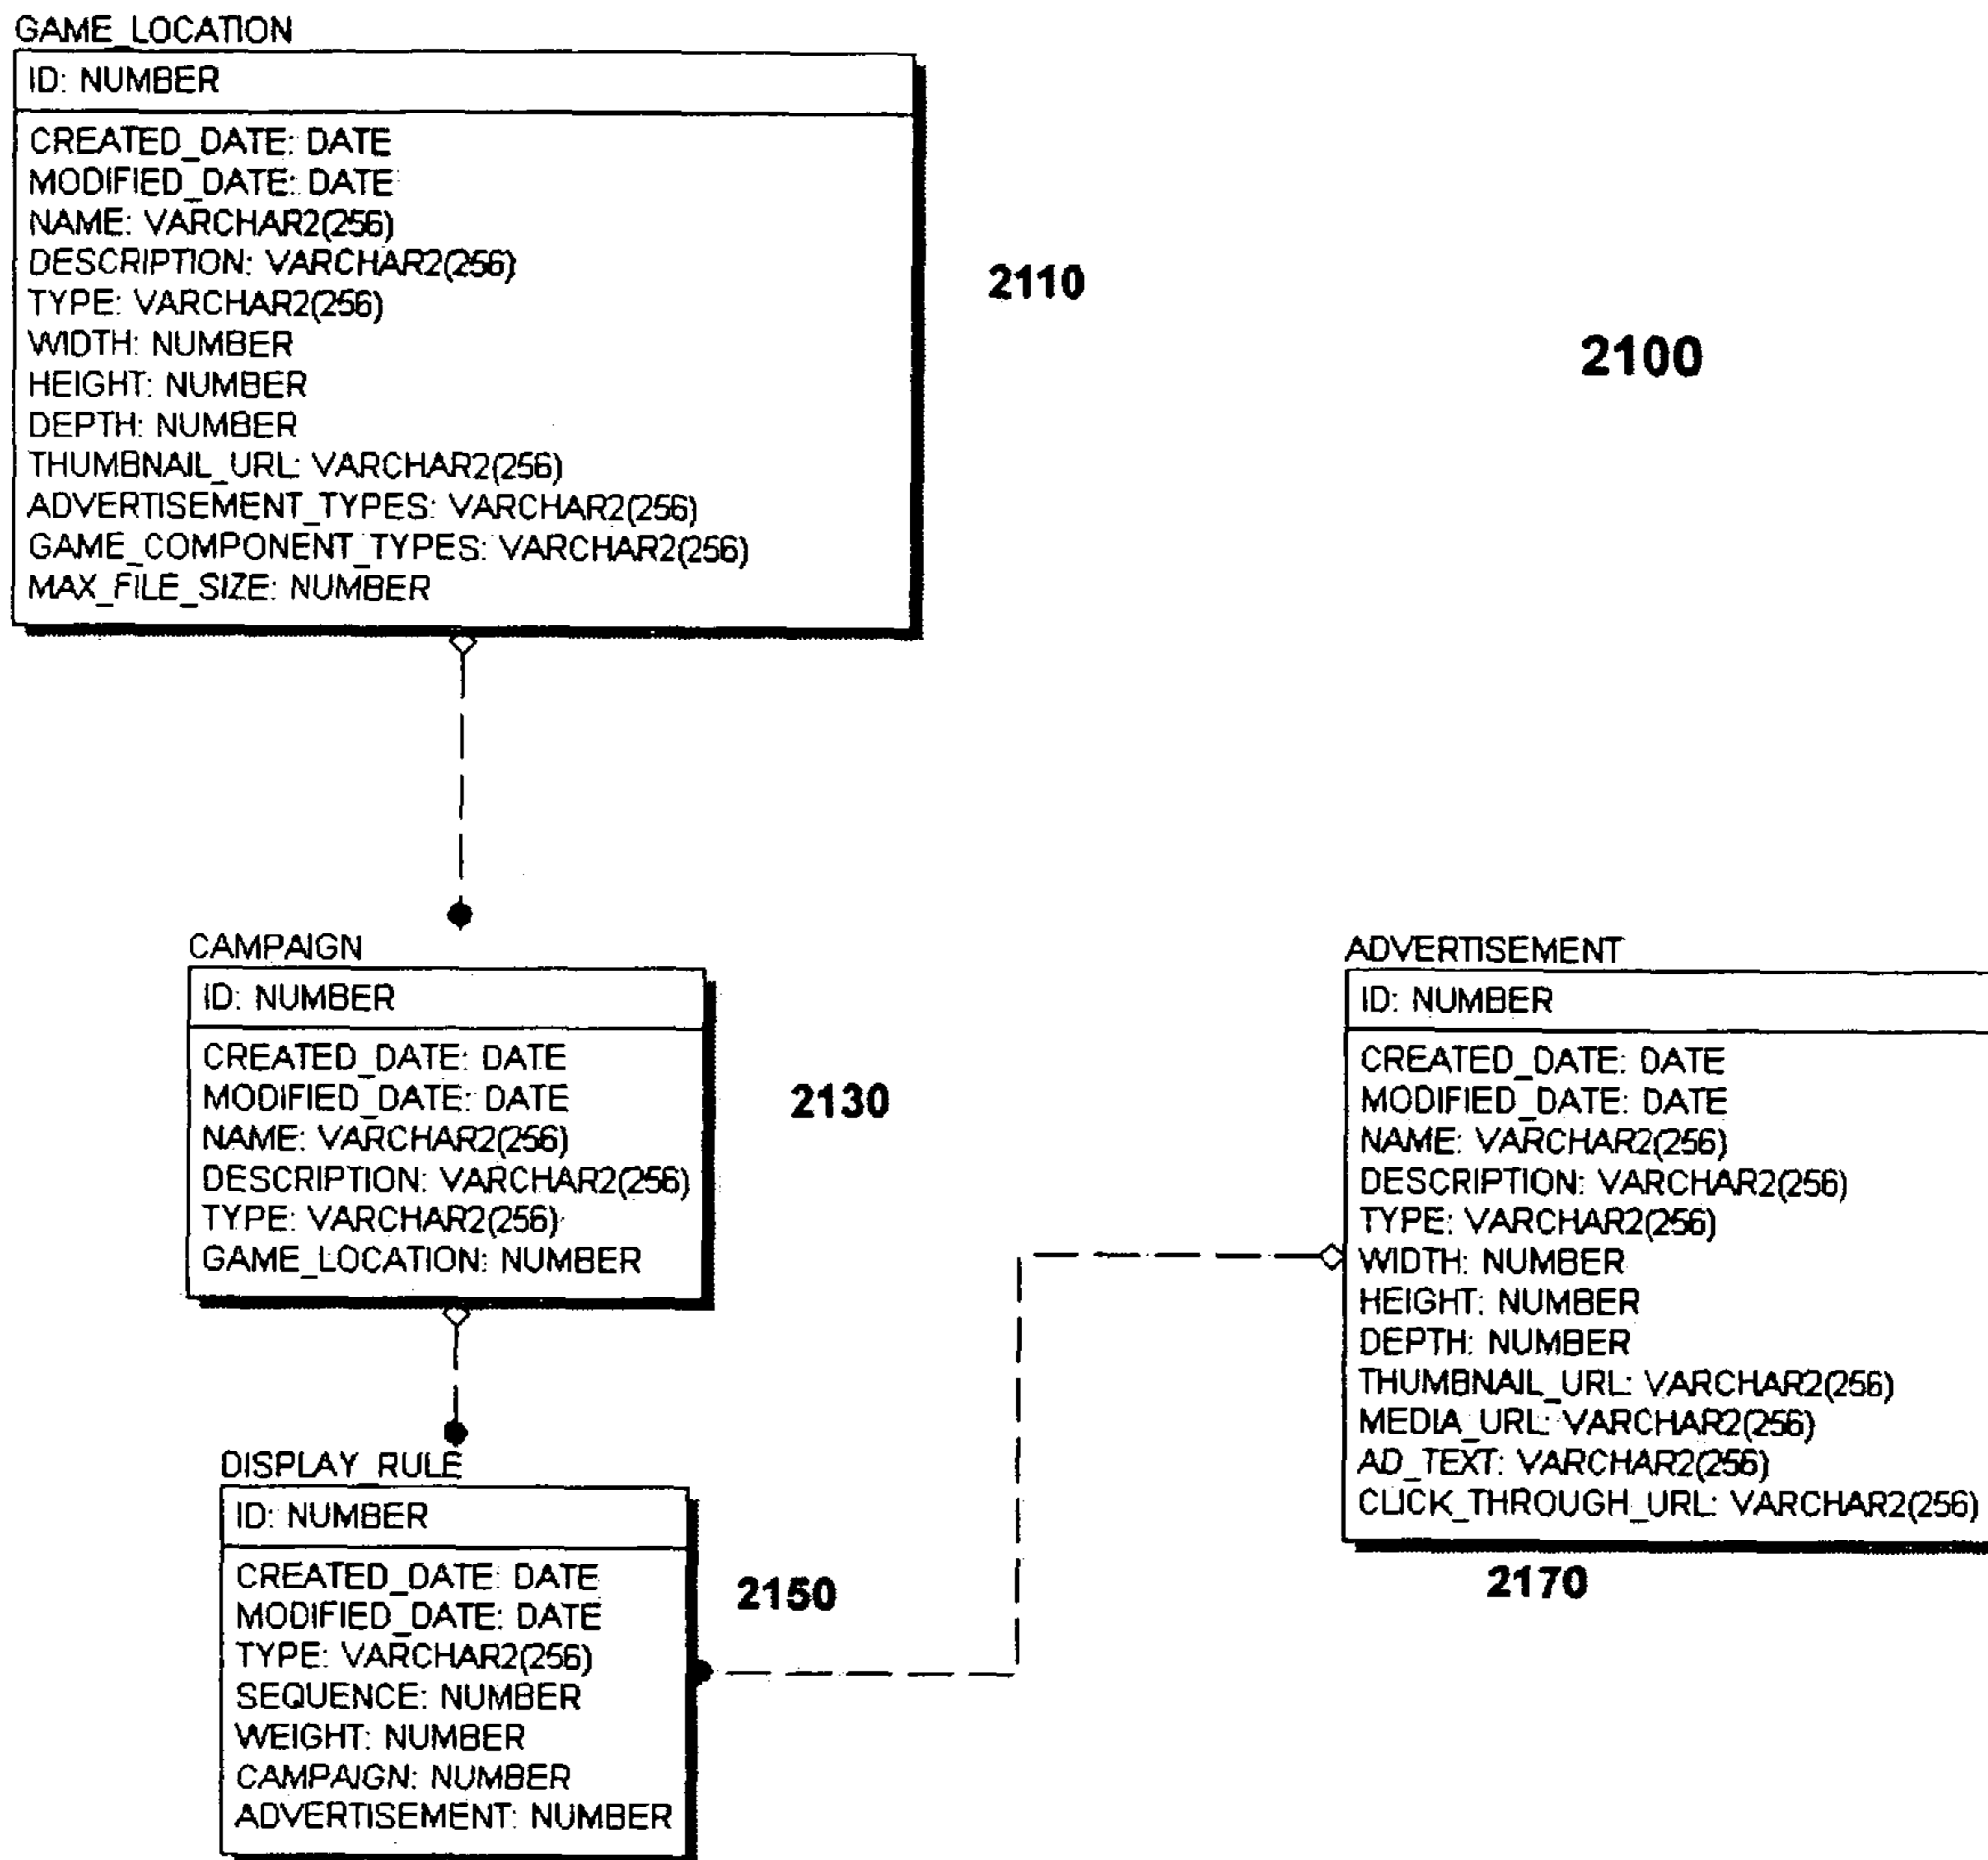 GAME_LOCATION
ID: NUMBER
CREATED_DATE: DATE
MODIFIED_DATE: DATE
NAME: VARCHAR2(256)
DESCRIPTION: VARCHAR2(256)
TYPE: VARCHAR2(256)
WIDTH: NUMBER
HEIGHT: NUMBER
DEPTH: NUMBER
THUMBNAIL_URL: VARCHAR2(256)
ADVERTISEMENT_TYPES: VARCHAR2(256)
GAME_COMPONENT_TYPES: VARCHAR2(256)
MAX_FILE_SIZE: NUMBER
2110
2100
CAMPAIGN
ID: NUMBER
CREATED_DATE: DATE
MODIFIED_DATE: DATE
NAME: VARCHAR2(256)
DESCRIPTION: VARCHAR2(256)
TYPE: VARCHAR2(256)
GAME_LOCATION: NUMBER
2130
ADVERTISEMENT
ID: NUMBER
CREATED_DATE: DATE
MODIFIED_DATE: DATE
NAME: VARCHAR2(256)
DESCRIPTION: VARCHAR2(256)
TYPE: VARCHAR2(256)
WIDTH: NUMBER
HEIGHT: NUMBER
DEPTH: NUMBER
THUMBNAIL_URL: VARCHAR2(256)
MEDIA_URL: VARCHAR2(256)
AD_TEXT: VARCHAR2(256)
CLICK_THROUGH_URL: VARCHAR2(256)
2170
DISPLAY_RULE
ID: NUMBER
CREATED_DATE: DATE
MODIFIED_DATE: DATE
TYPE: VARCHAR2(256)
SEQUENCE: NUMBER
WEIGHT: NUMBER
CAMPAIGN: NUMBER
ADVERTISEMENT: NUMBER
2150